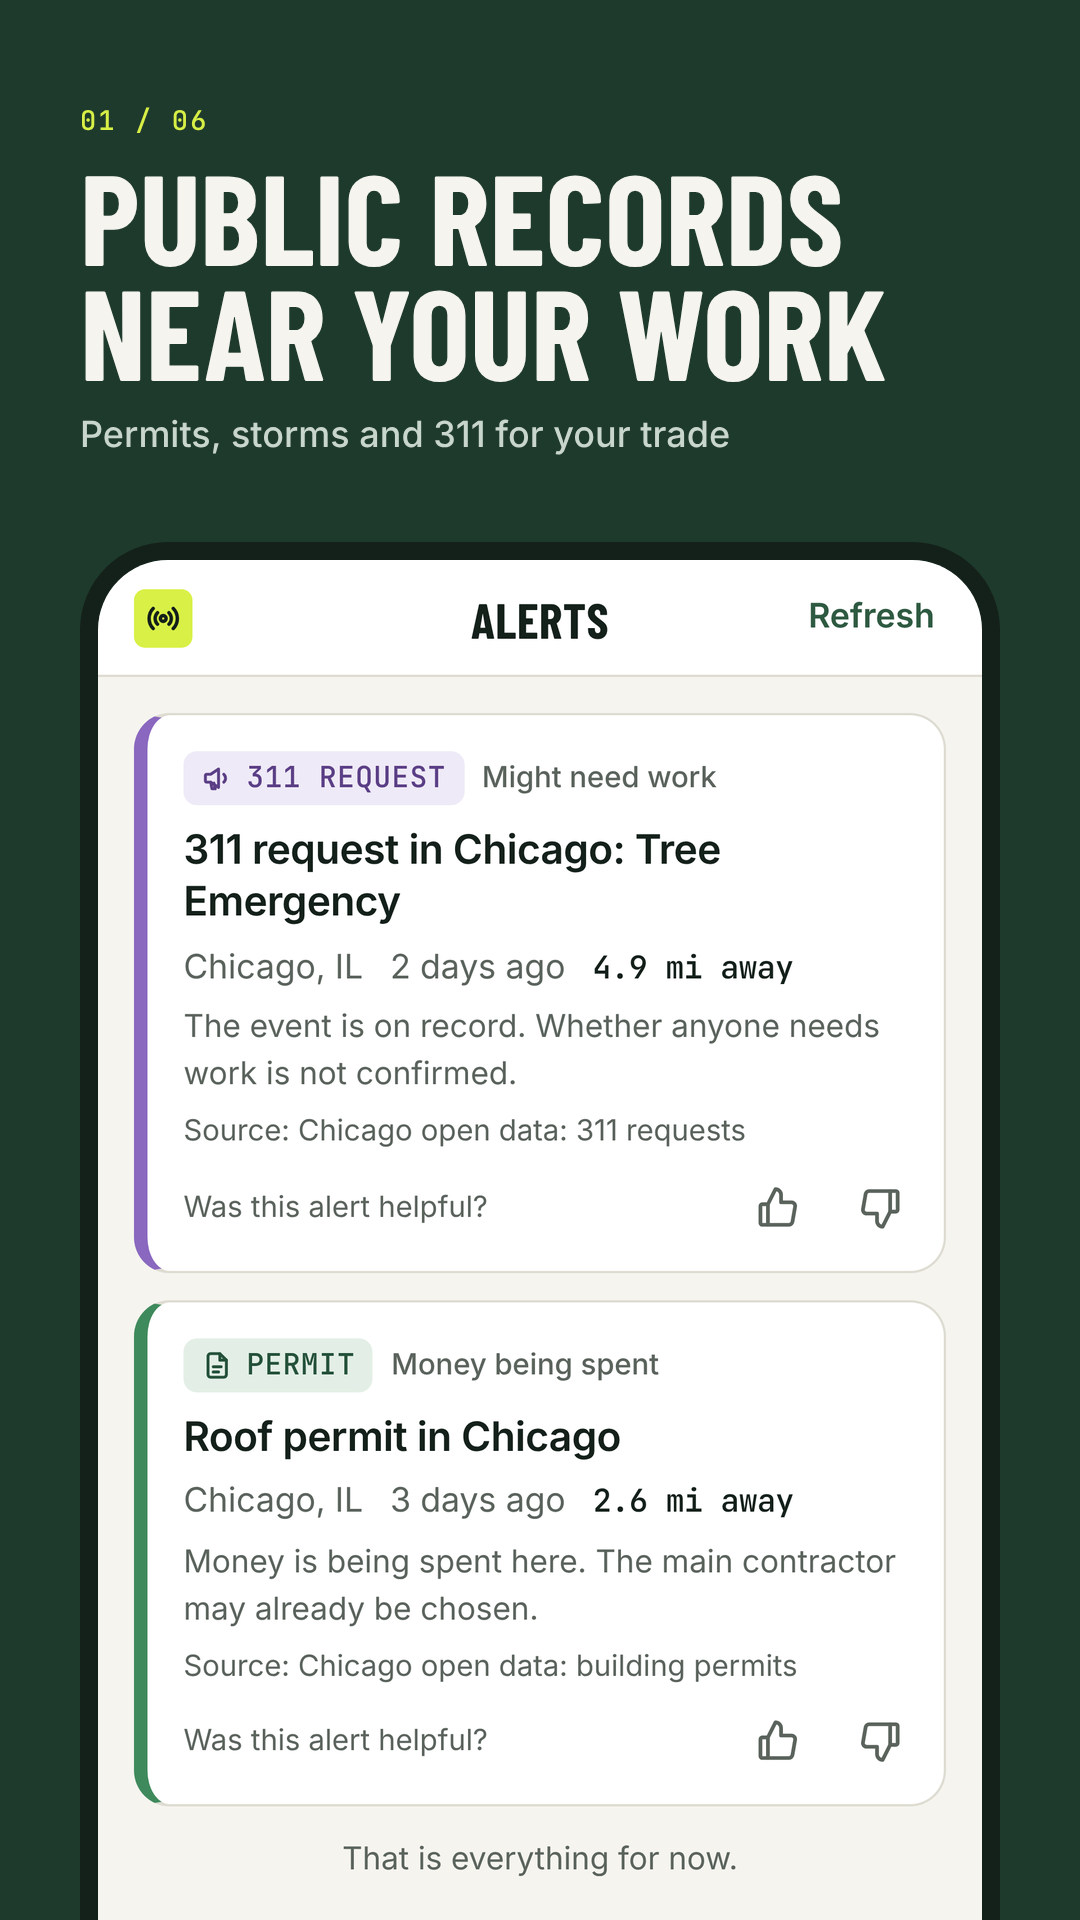 01 / 06
PUBLIC RECORDS
NEAR YOUR WORK
Permits, storms and 311 for your trade
ALERTS
Refresh
311 REQUEST
Might need work
311 request in Chicago: Tree
Emergency
Chicago, IL 2 days ago 4.9 mi away
The event is on record. Whether anyone needs
work is not confirmed.
Source: Chicago open data: 311 requests
Was this alert helpful?
PERMIT
Money being spent
Roof permit in Chicago
Chicago, IL 3 days ago 2.6 mi away
Money is being spent here. The main contractor
may already be chosen.
Source: Chicago open data: building permits
Was this alert helpful?
That is everything for now.